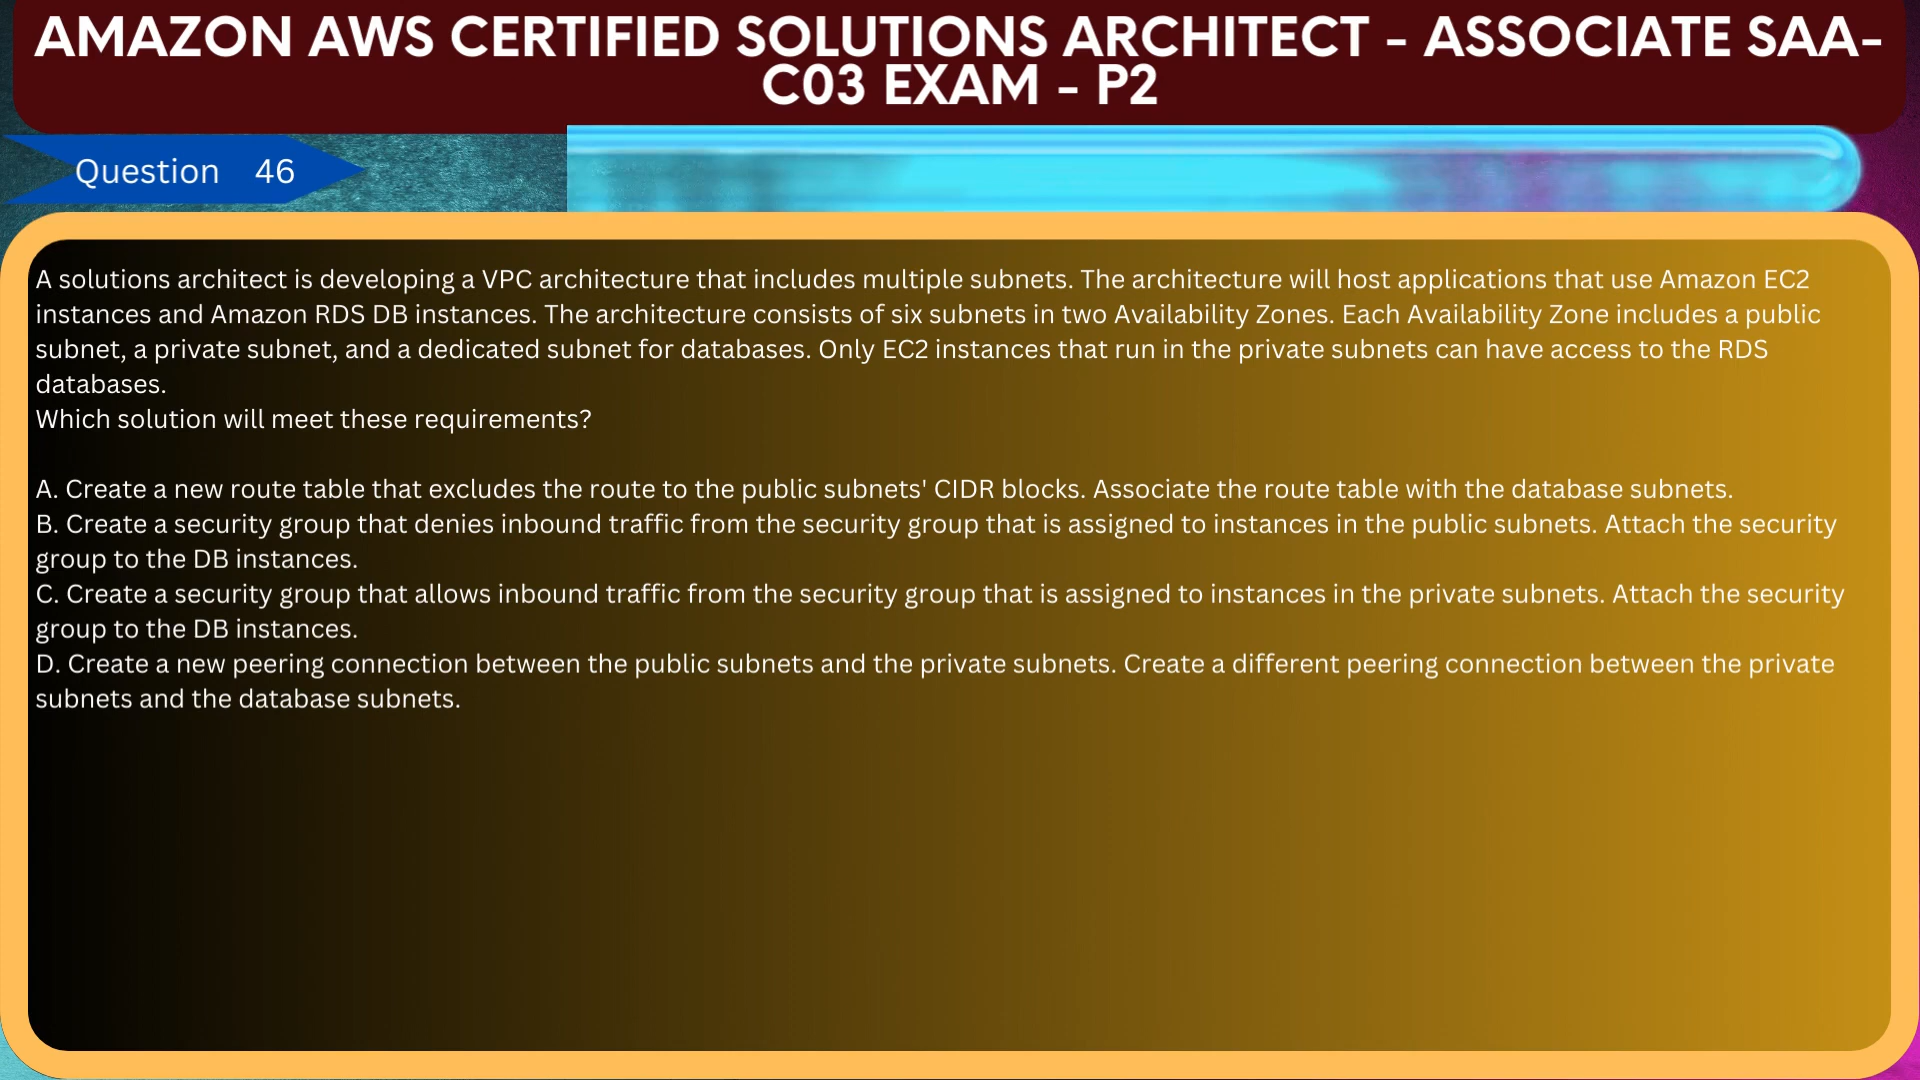 AMAZON AWS CERTIFIED SOLUTIONS ARCHITECT - ASSOCIATE SAA-
C03 EXAM - P2
Question 46
A solutions architect is developing a VPC architecture that includes multiple subnets. The architecture will host applications that use Amazon EC2
instances and Amazon RDS DB instances. The architecture consists of six subnets in two Availability Zones. Each Availability Zone includes a public
subnet, a private subnet, and a dedicated subnet for databases. Only EC2 instances that run in the private subnets can have access to the RDS
databases.
Which solution will meet these requirements?
A. Create a new route table that excludes the route to the public subnets' CIDR blocks. Associate the route table with the database subnets.
B. Create a security group that denies inbound traffic from the security group that is assigned to instances in the public subnets. Attach the security
group to the DB instances.
C. Create a security group that allows inbound traffic from the security group that is assigned to instances in the private subnets. Attach the security
group to the DB instances.
D. Create a new peering connection between the public subnets and the private subnets. Create a different peering connection between the private
subnets and the database subnets.